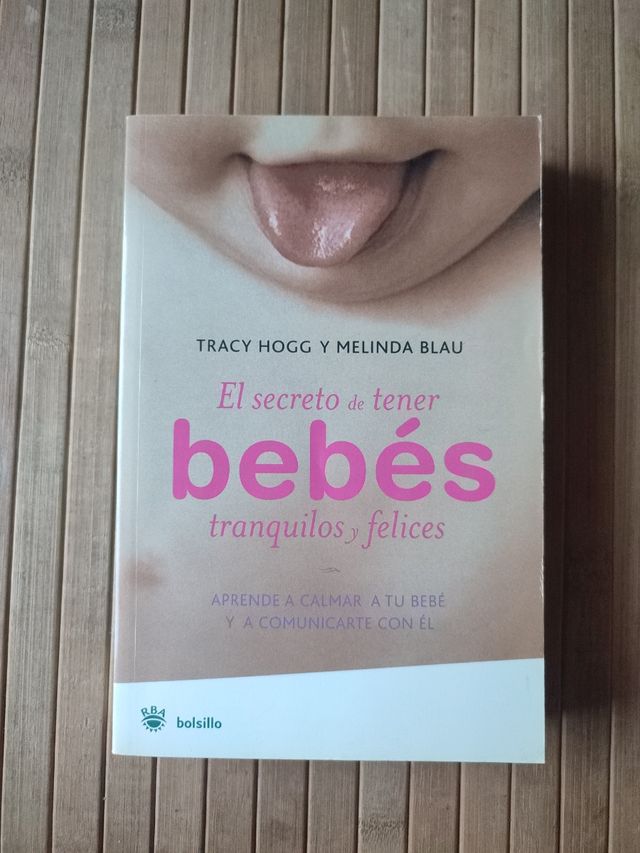 TRACY HOGG Y MELINDA BLAU
El secreto de tener
bebés
tranquilos y felices
APRENDE A CALMAR A TU BEBÉ
Y A COMUNICARTE CON ÉL
RBA
bolsillo